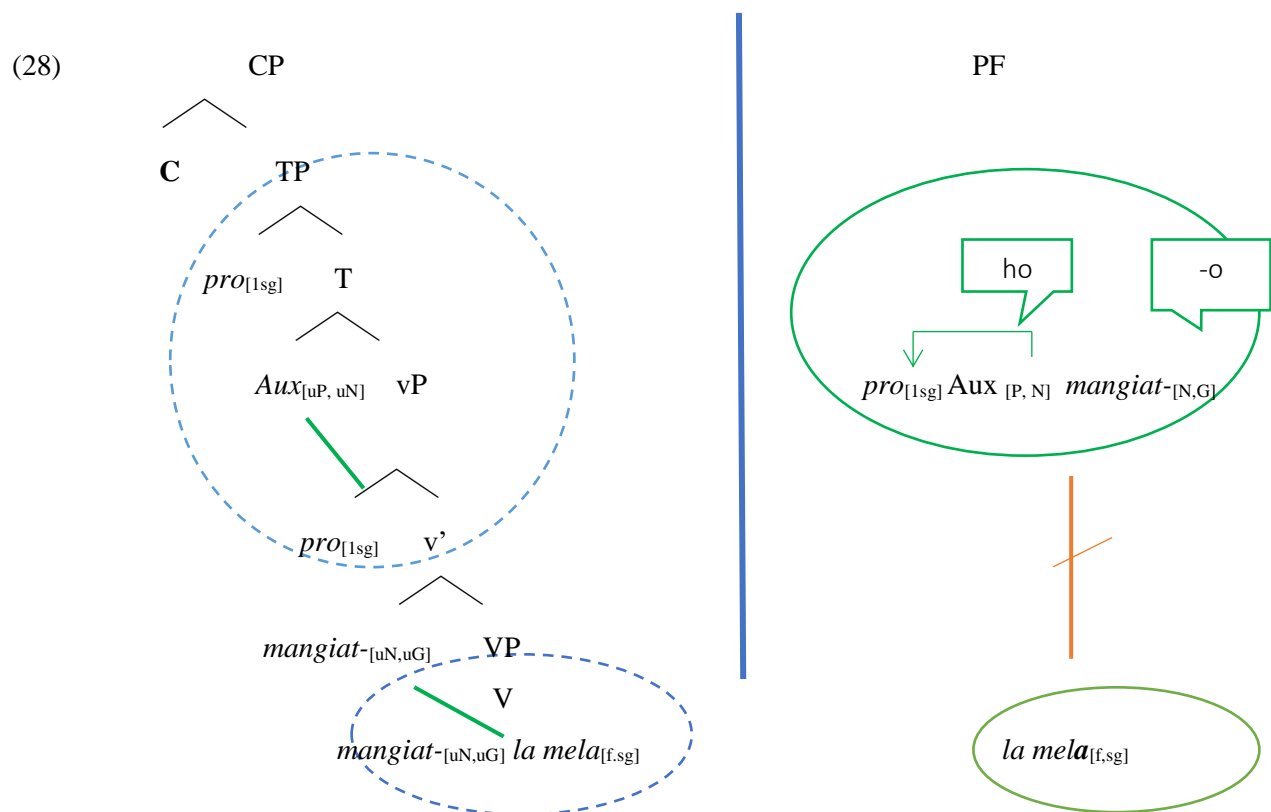 (28) CP PF
C TP
pro[1sg] T ho -o
Aux[uP, uN] vP pro[1sg] Aux [P, N] mangiat-[N,G]
pro[1sg] v’
mangiat-[uN,uG] VP
V
mangiat-[uN,uG] la mela[f.sg] la mela[f,sg]